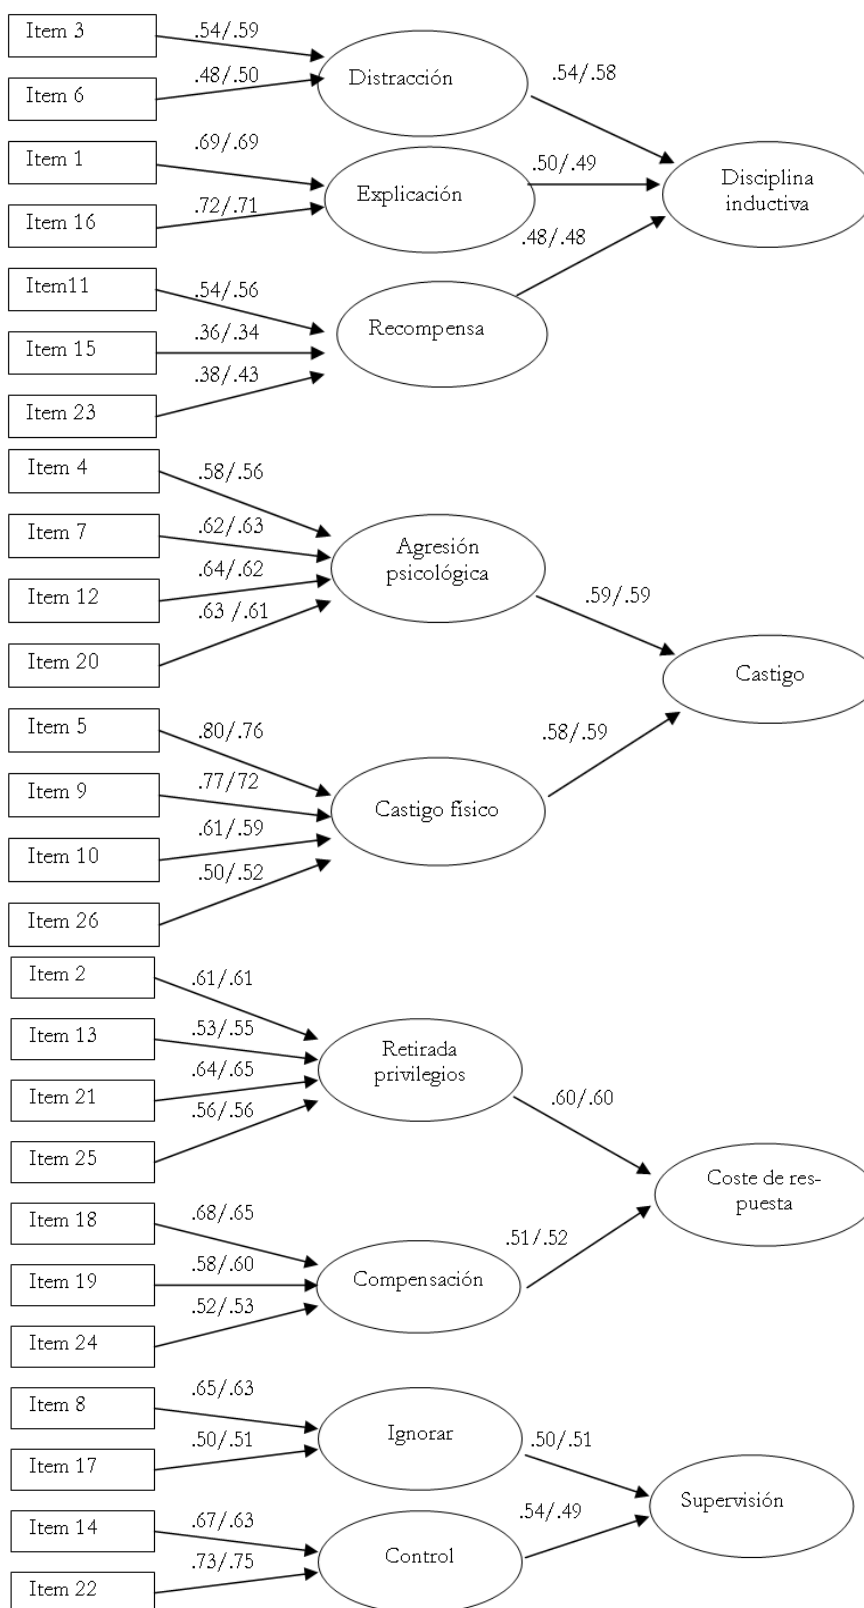 Item 3
.54/.59
Item 6
.48/.50
Distracción
.54/.58
Item 1
.69/.69
Item 16
.72/.71
Explicación
.50/.49
Disciplina
inductiva
Item11
.54/.56
Item 15
.36/.34
Item 23
.38/.43
Recompensa
.48/.48
Item 4
.58/.56
Item 7
.62/.63
Item 12
.64/.62
Item 20
.63 /.61
Agresión
psicológica
.59/.59
Castigo
Item 5
.80/.76
Item 9
.77/72
Item 10
.61/.59
Item 26
.50/.52
Castigo físico
.58/.59
Item 2
.61/.61
Item 13
.53/.55
Item 21
.64/.65
Item 25
.56/.56
Retirada
privilegios
.60/.60
Coste de res-
puesta
Item 18
.68/.65
Item 19
.58/.60
Item 24
.52/.53
Compensación
.51/.52
Item 8
.65/.63
Item 17
.50/.51
Ignorar
.50/.51
Supervisión
Item 14
.67/.63
Item 22
.73/.75
Control
.54/.49